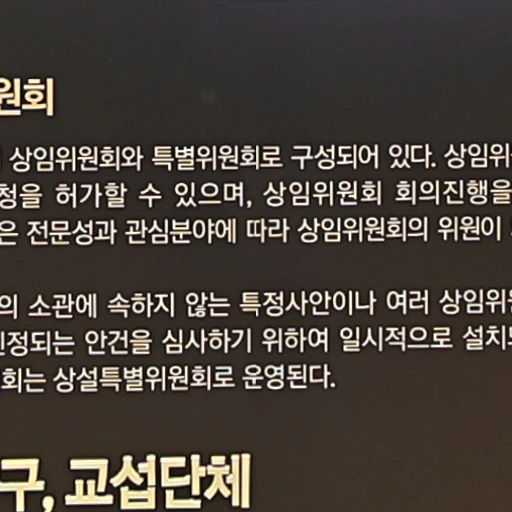 원회
상임위원회와 특별위원회로 구성되어 있다. 상임위
청을 허가할 수 있으며, 상임위원회 회의진행을
은 전문성과 관심분야에 따라 상임위원회의 위원이
의 소관에 속하지 않는 특정사안이나 여러 상임위원
인정되는 안건을 심사하기 위하여 일시적으로 설치되
회는 상설특별위원회로 운영된다.
구, 교섭단체